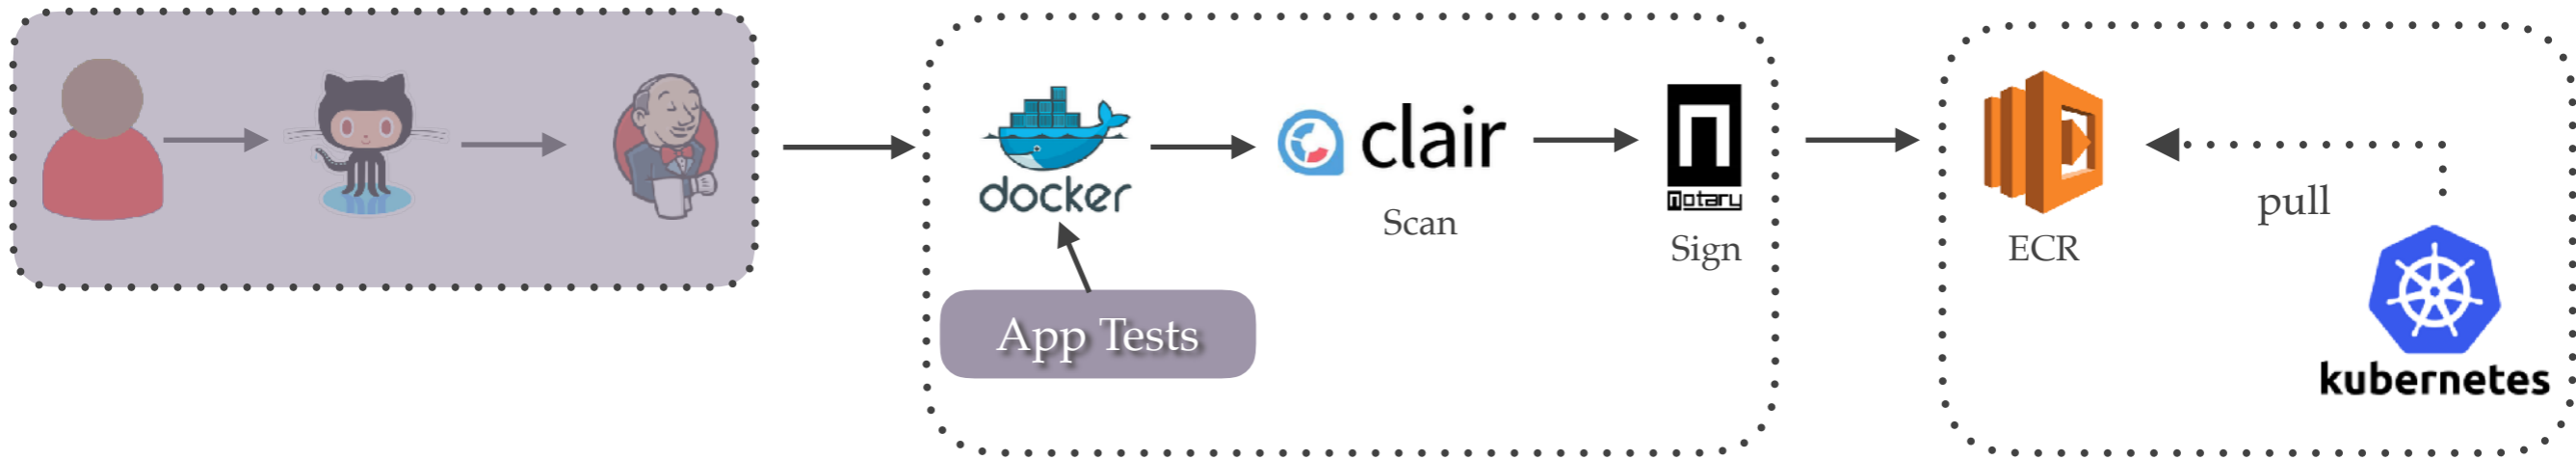 docker
App Tests
clair
Scan
notary
Sign
ECR
pull
kubernetes